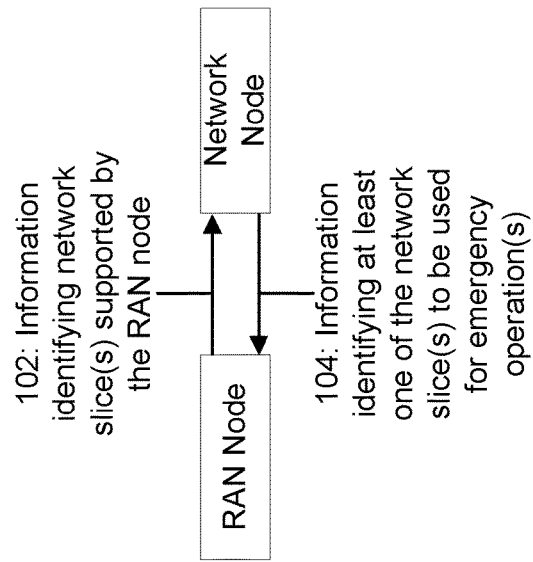 102: Information
identifying network
slice(s) supported by
the RAN node
RAN Node
Network
Node
104: Information
identifying at least
one of the network
slice(s) to be used
for emergency
operation(s)